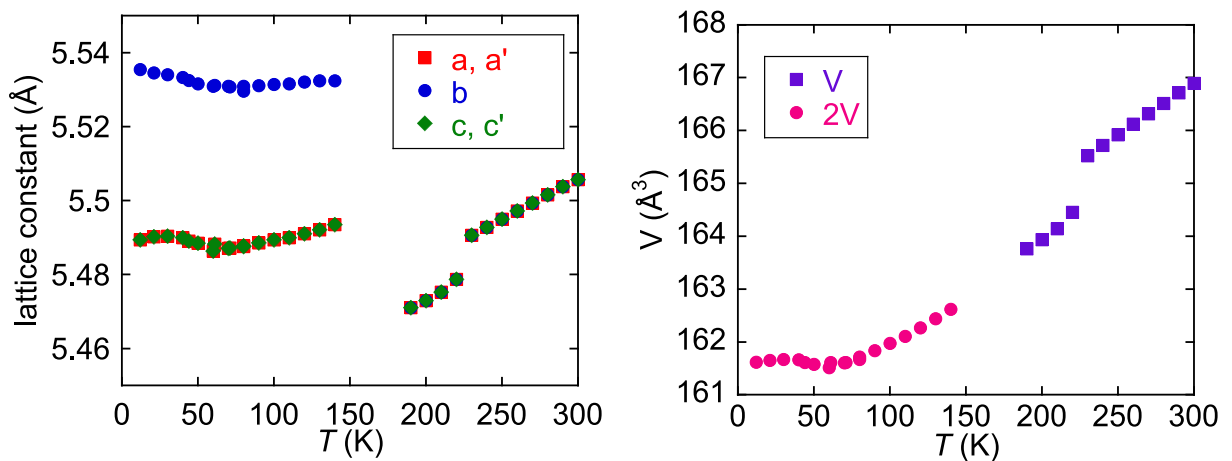 lattice constant (Å)
5.54
5.52
5.5
5.48
5.46
a, a'
b
c, c'
0 50 100 150 200 250 300
T (K)
V (Å³)
168
167
166
165
164
163
162
161
V
2V
0 50 100 150 200 250 300
T (K)